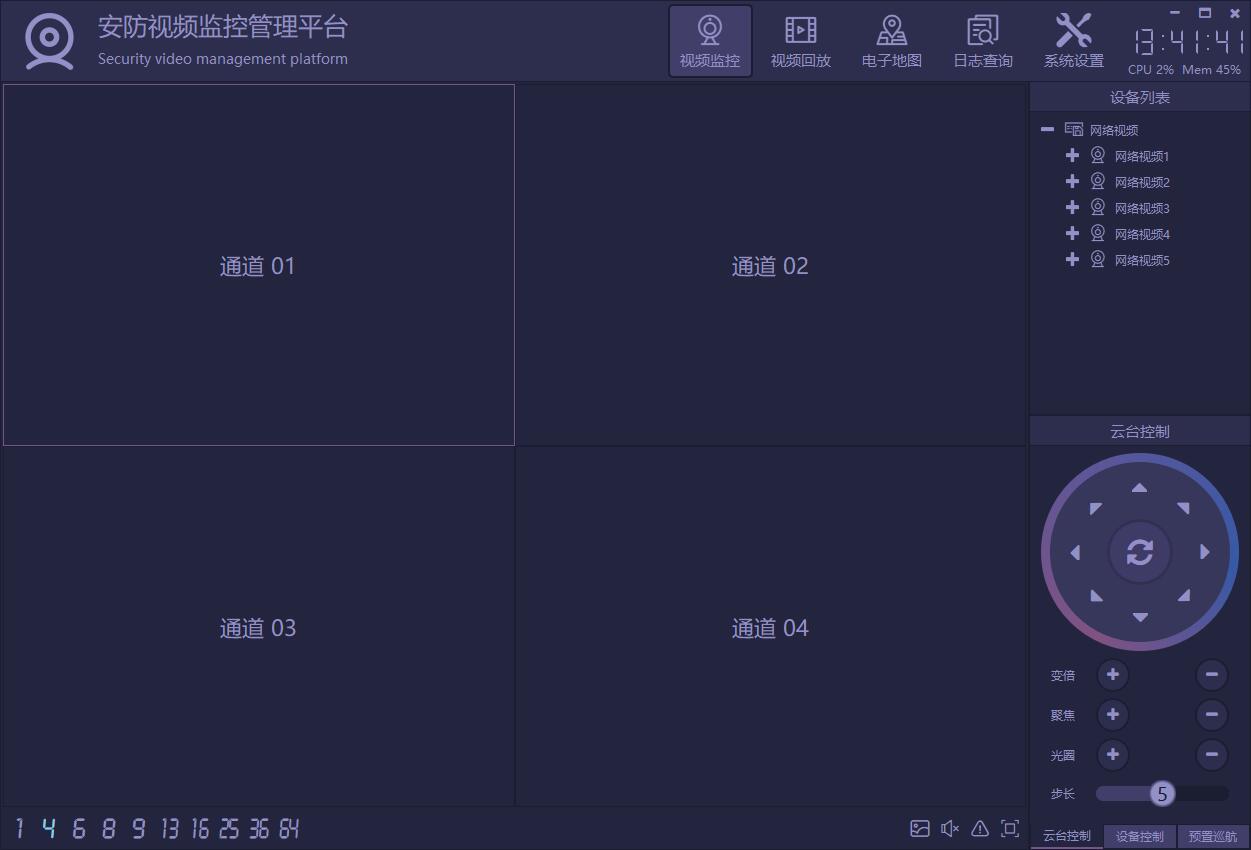 安防视频监控管理平台
Security video management platform
视频监控
视频回放
电子地图
日志查询
系统设置
13:41:41
CPU 2% Mem 45%
通道 01
通道 02
通道 03
通道 04
设备列表
网络视频
网络视频1
网络视频2
网络视频3
网络视频4
网络视频5
云台控制
变倍
聚焦
光圈
步长 5
1 4 6 8 9 13 16 25 36 64
云台控制 设备控制 预置巡航